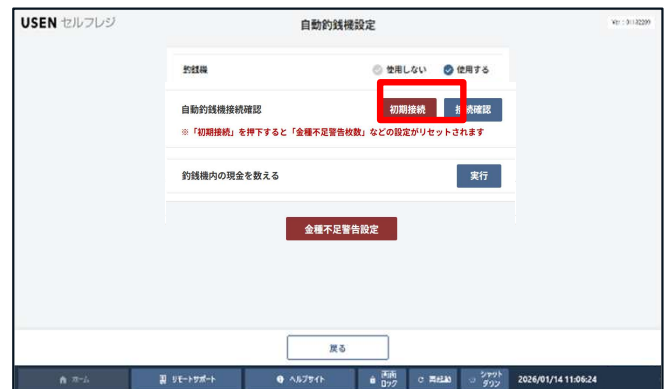 USEN セルフレジ
自動釣銭機設定
Ver : 01132200
釣銭機
使用しない
使用する
自動釣銭機接続確認
初期接続
接続確認
※「初期接続」を押下すると「金種不足警告枚数」などの設定がリセットされます
釣銭機内の現金を数える
実行
金種不足警告設定
戻る
ホーム
リモートサポート
ヘルプサイト
画面
ロック
再起動
シャット
ダウン
2026/01/14 11:06:24